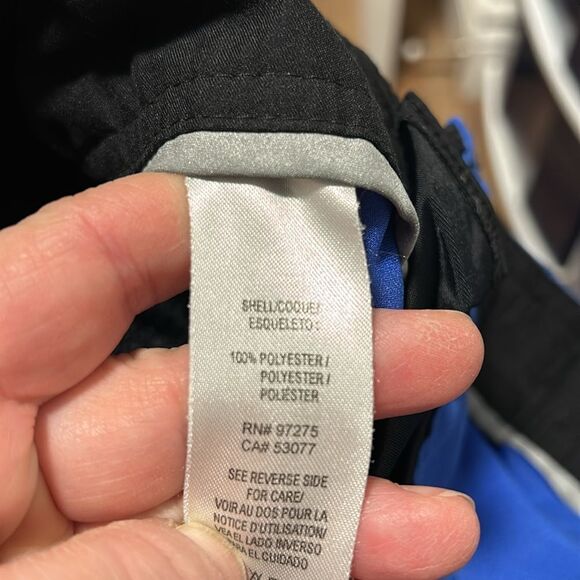 SHELL/COQUE/
ESQUELETO:
100% POLYESTER/
POLYESTER/
POLIÉSTER
RN# 97275
CA# 53077
SEE REVERSE SIDE
FOR CARE/
VOIR AU DOS POUR LA
NOTICE D'UTILISATION/
VEA EL LADO INVERSO
PARA EL CUIDADO